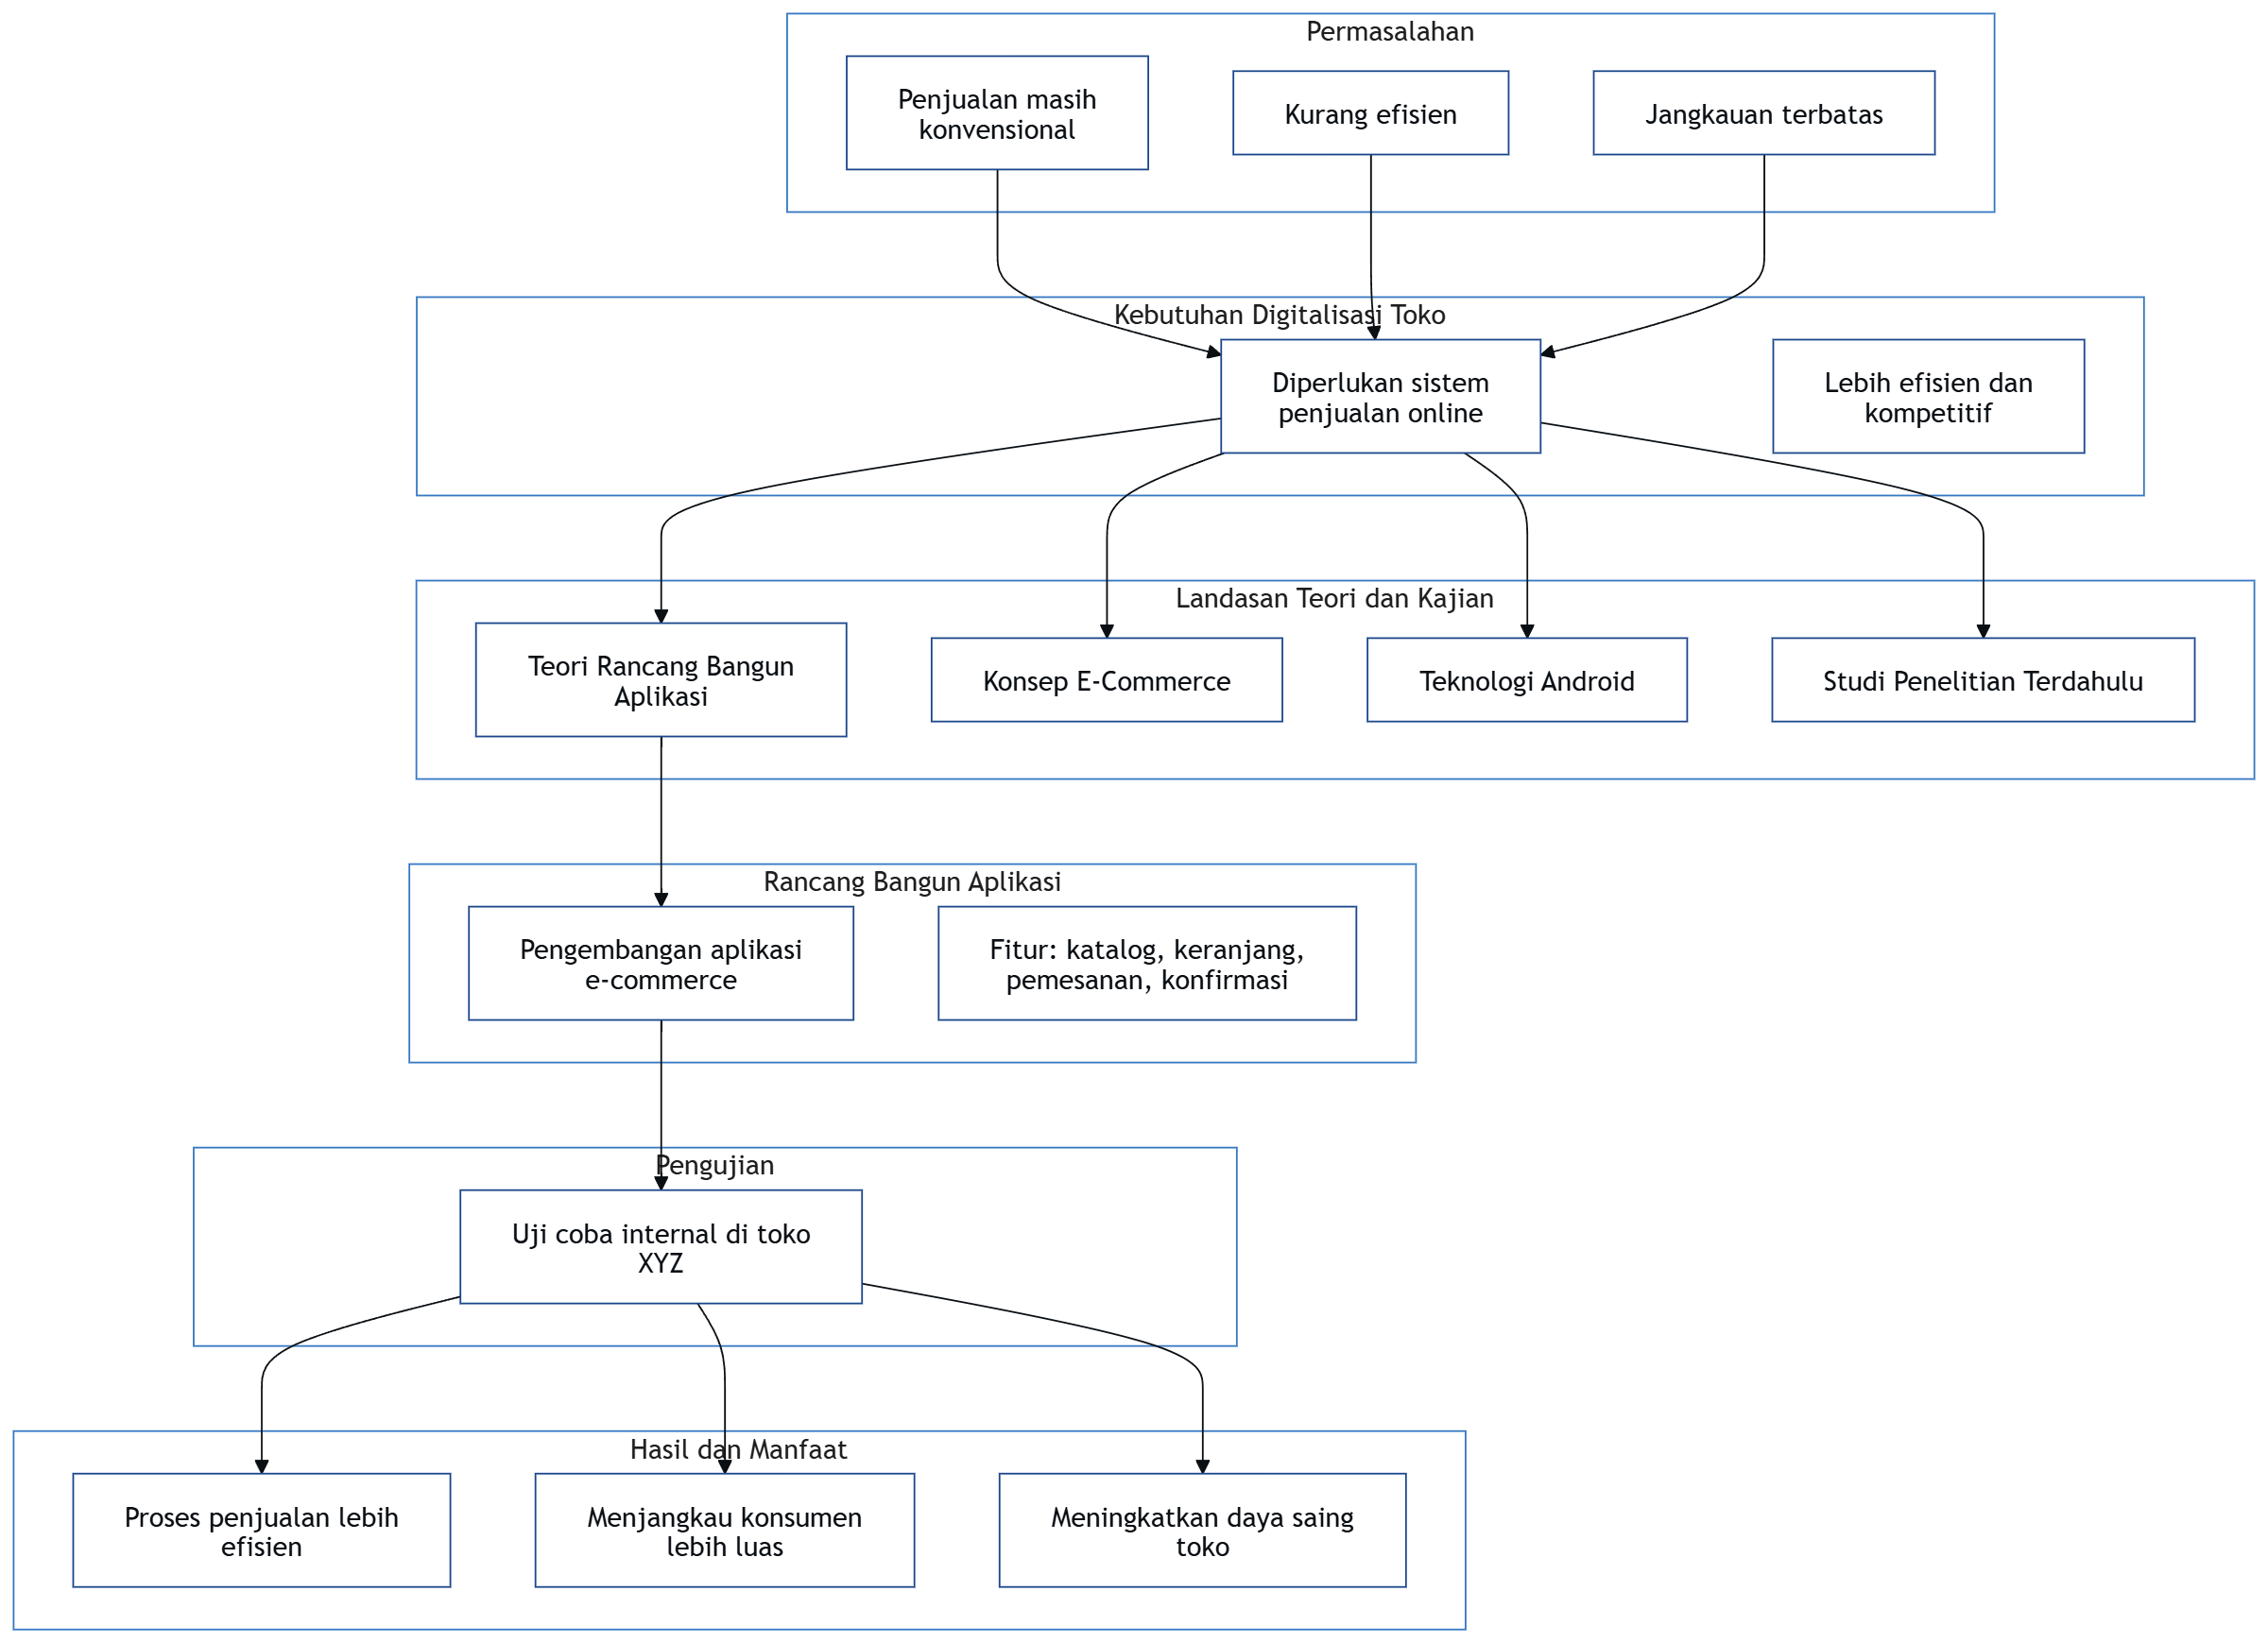 Permasalahan
Penjualan masih
konvensional
Kurang efisien
Jangkauan terbatas
Kebutuhan Digitalisasi Toko
Diperlukan sistem
penjualan online
Lebih efisien dan
kompetitif
Landasan Teori dan Kajian
Teori Rancang Bangun
Aplikasi
Konsep E-Commerce
Teknologi Android
Studi Penelitian Terdahulu
Rancang Bangun Aplikasi
Pengembangan aplikasi
e-commerce
Fitur: katalog, keranjang,
pemesanan, konfirmasi
Pengujian
Uji coba internal di toko
XYZ
Hasil dan Manfaat
Proses penjualan lebih
efisien
Menjangkau konsumen
lebih luas
Meningkatkan daya saing
toko